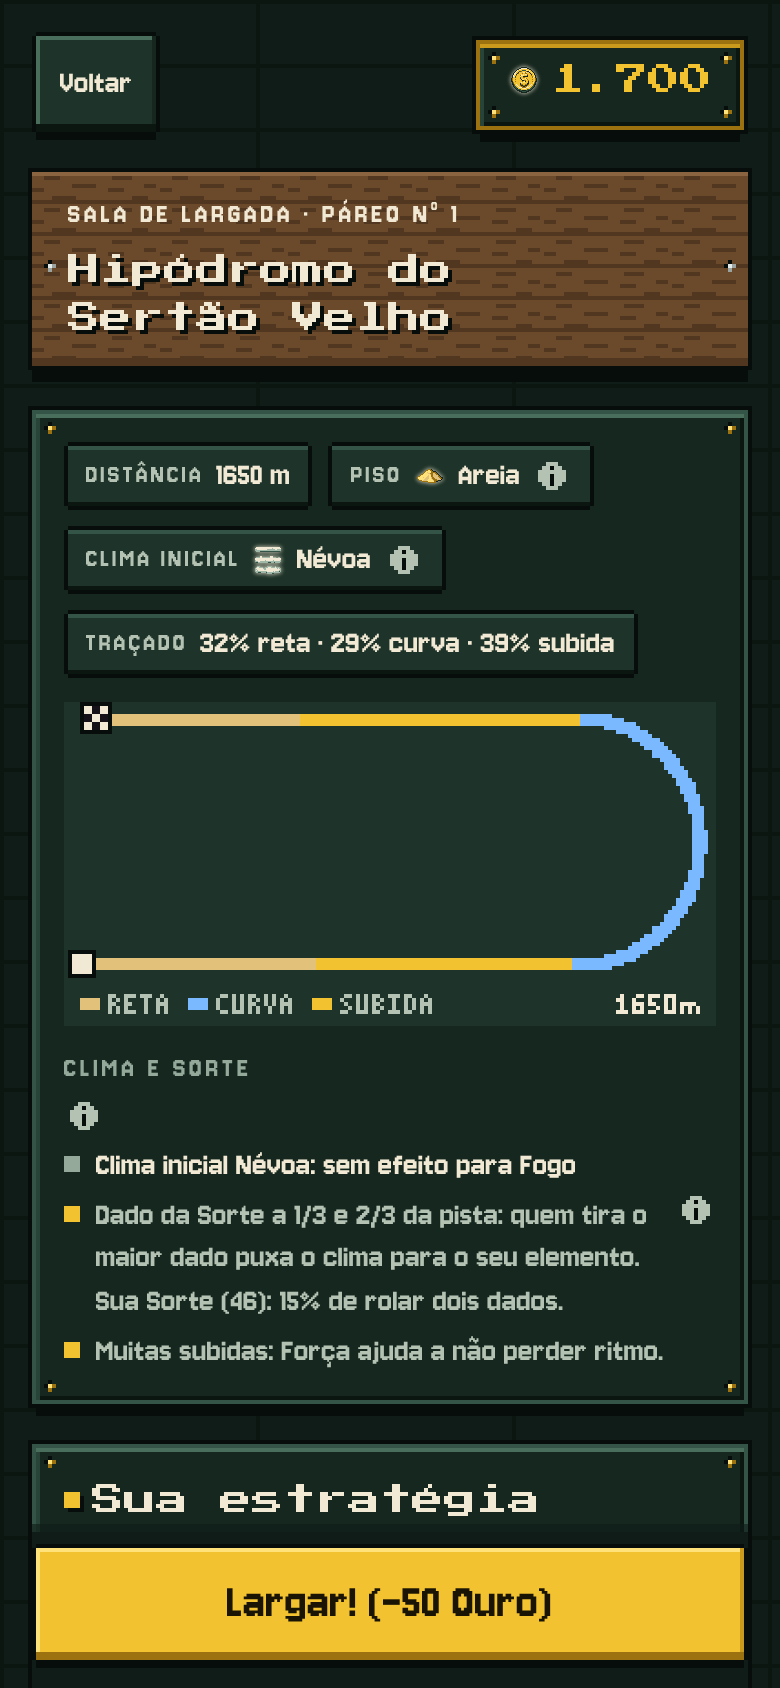 Voltar
1.700
SALA DE LARGADA · PÁREO Nº 1
Hipódromo do
Sertão Velho
DISTÂNCIA 1650 m
PISO Areia
CLIMA INICIAL Névoa
TRAÇADO 32% reta · 29% curva · 39% subida
RETA CURVA SUBIDA 1650m
CLIMA E SORTE
Clima inicial Névoa: sem efeito para Fogo
Dado da Sorte a 1/3 e 2/3 da pista: quem tira o
maior dado puxa o clima para o seu elemento.
Sua Sorte (46): 15% de rolar dois dados.
Muitas subidas: Força ajuda a não perder ritmo.
Sua estratégia
Largar! (-50 Ouro)